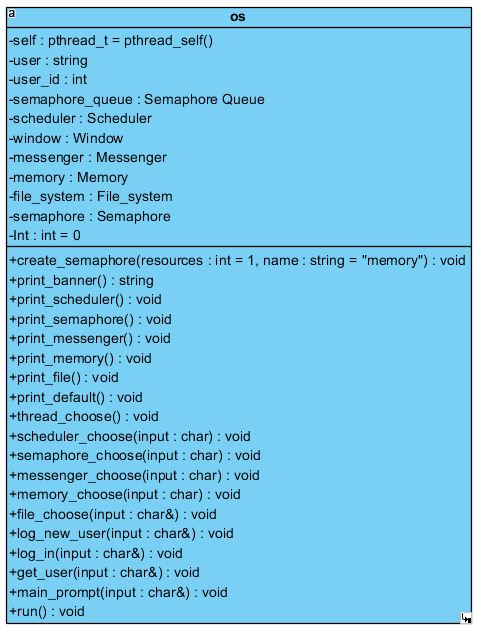 a
os
-self : pthread_t = pthread_self()
-user : string
-user_id : int
-semaphore_queue : Semaphore Queue
-scheduler : Scheduler
-window : Window
-messenger : Messenger
-memory : Memory
-file_system : File_system
-semaphore : Semaphore
-Int : int = 0
+create_semaphore(resources : int = 1, name : string = "memory") : void
+print_banner() : string
+print_scheduler() : void
+print_semaphore() : void
+print_messenger() : void
+print_memory() : void
+print_file() : void
+print_default() : void
+thread_choose() : void
+scheduler_choose(input : char) : void
+semaphore_choose(input : char) : void
+messenger_choose(input : char) : void
+memory_choose(input : char) : void
+file_choose(input : char&) : void
+log_new_user(input : char&) : void
+log_in(input : char&) : void
+get_user(input : char&) : void
+main_prompt(input : char&) : void
+run() : void